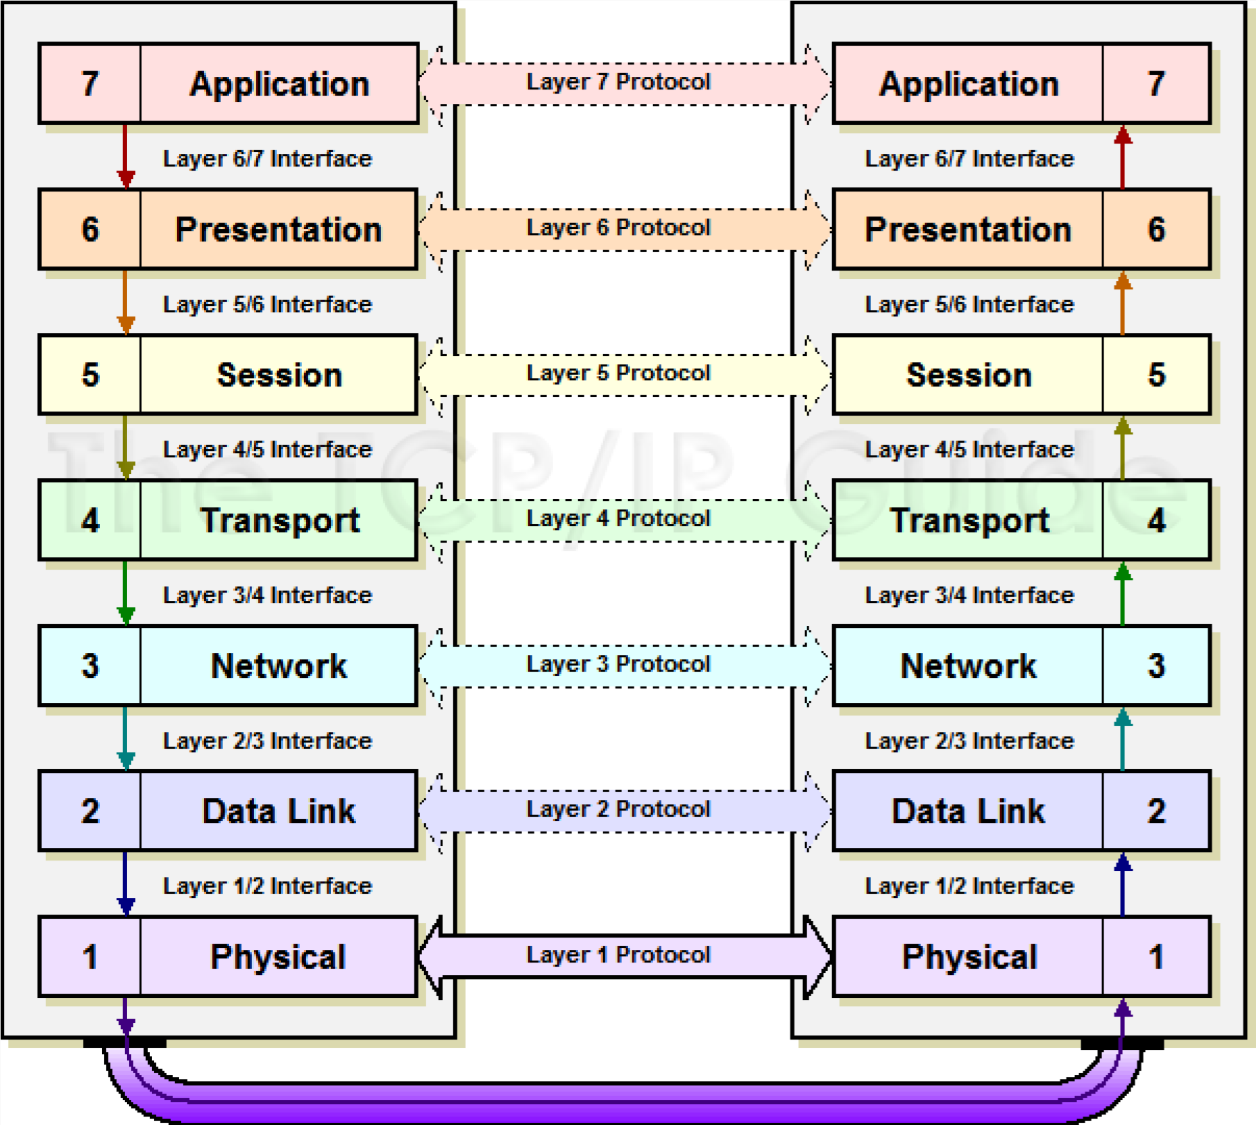 7 Application Layer 7 Protocol Application 7
Layer 6/7 Interface Layer 6/7 Interface
6 Presentation Layer 6 Protocol Presentation 6
Layer 5/6 Interface Layer 5/6 Interface
5 Session Layer 5 Protocol Session 5
The TCP/IP Guide
Layer 4/5 Interface Layer 4/5 Interface
4 Transport Layer 4 Protocol Transport 4
Layer 3/4 Interface Layer 3/4 Interface
3 Network Layer 3 Protocol Network 3
Layer 2/3 Interface Layer 2/3 Interface
2 Data Link Layer 2 Protocol Data Link 2
Layer 1/2 Interface Layer 1/2 Interface
1 Physical Layer 1 Protocol Physical 1